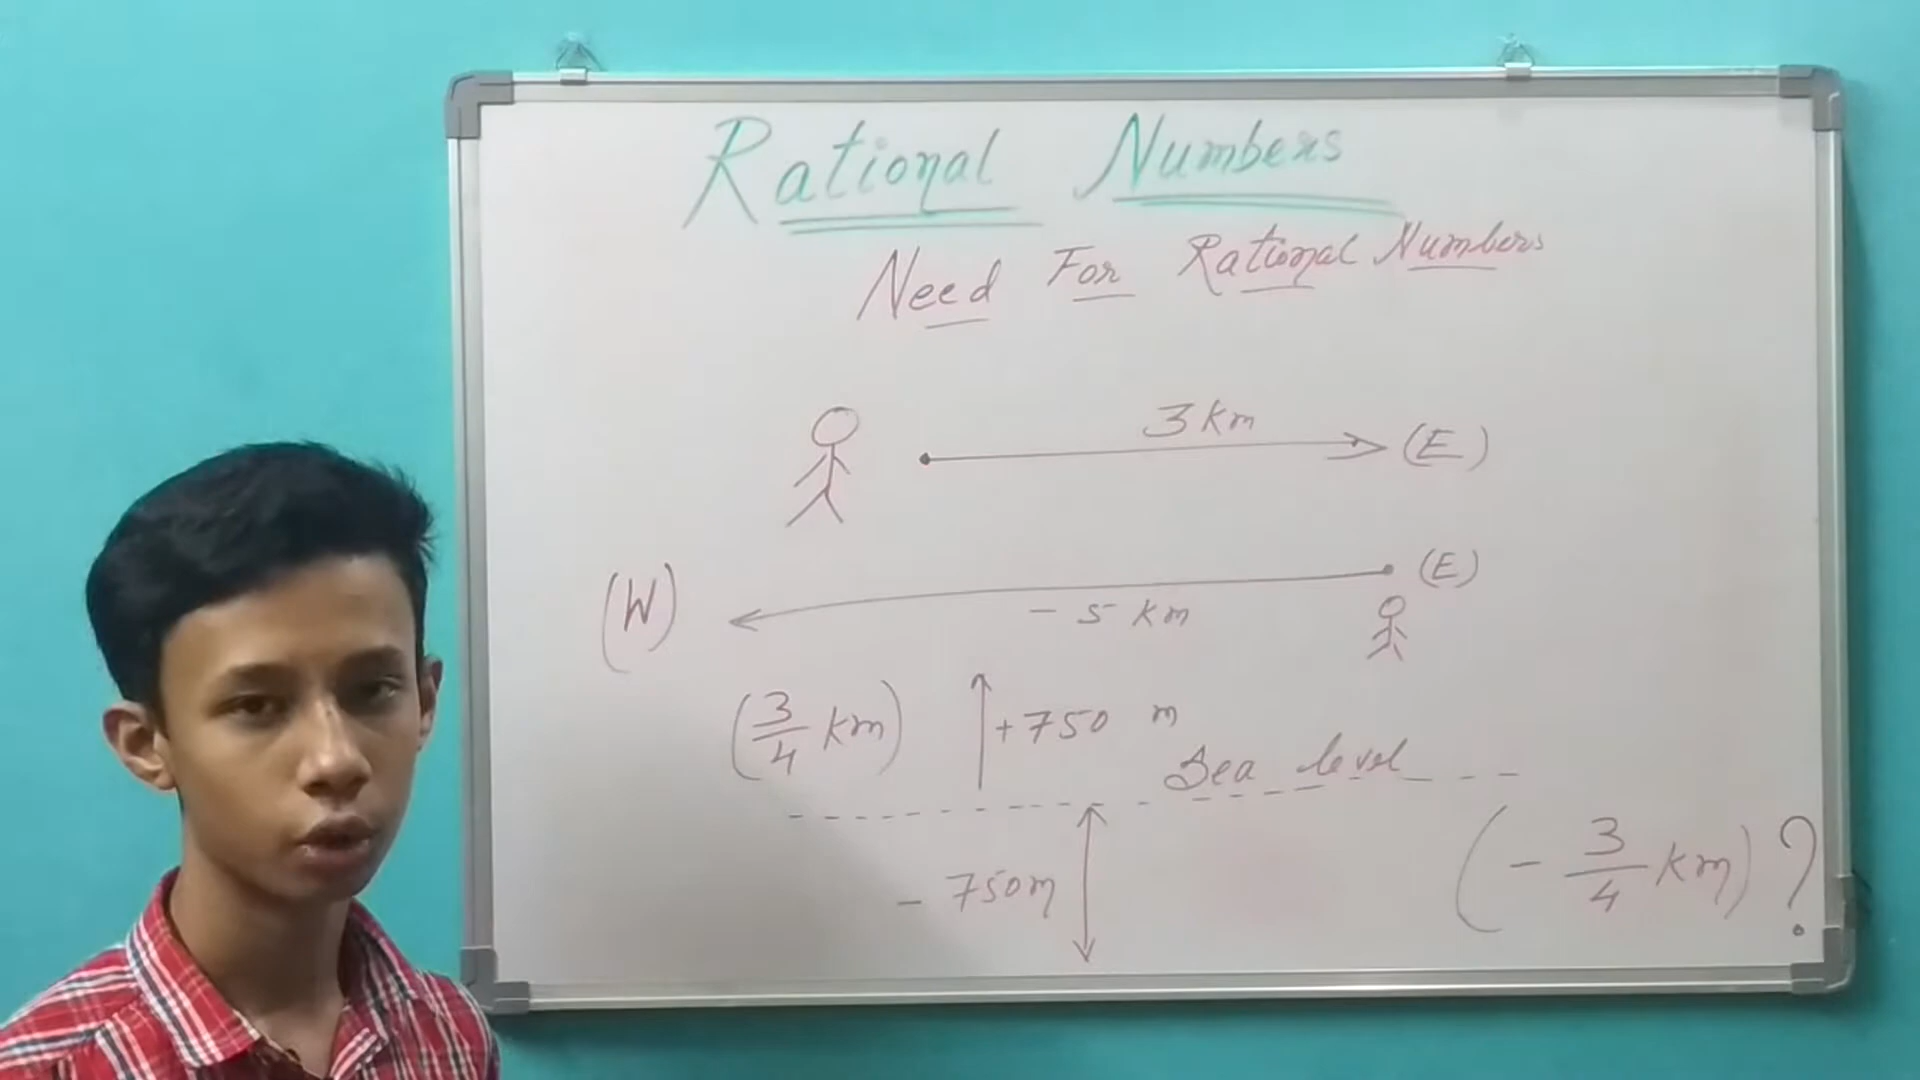 Rational Numbers
Need For Rational Numbers
3 km (E)
(E)
(W)
- 5 km
(3/4 km) +750 m
Sea level
- 750m
(- 3/4 km) ?